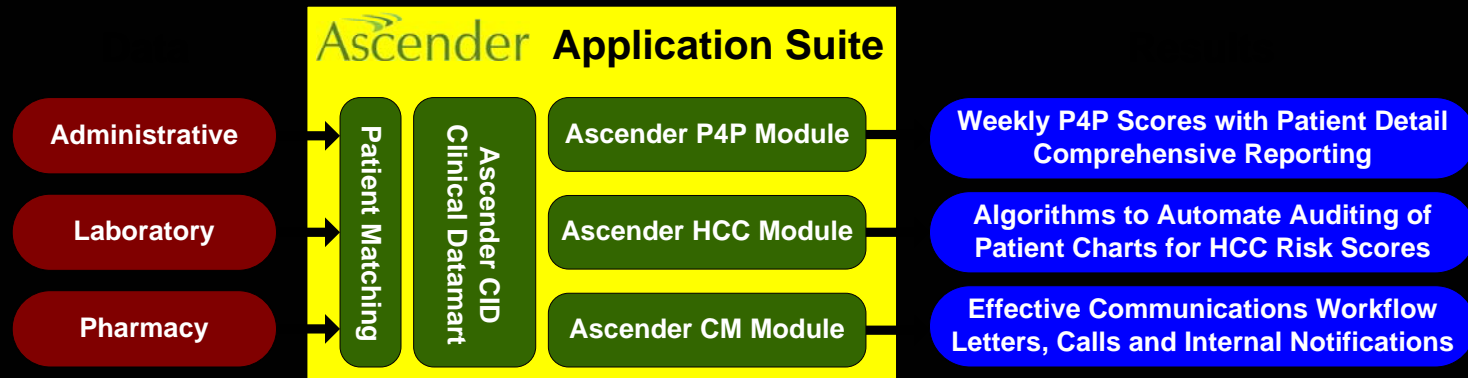 Ascender Application Suite
Administrative
Laboratory
Pharmacy
Patient Matching
Ascender CID
Clinical Datamart
Ascender P4P Module
Ascender HCC Module
Ascender CM Module
Weekly P4P Scores with Patient Detail
Comprehensive Reporting
Algorithms to Automate Auditing of
Patient Charts for HCC Risk Scores
Effective Communications Workflow
Letters, Calls and Internal Notifications